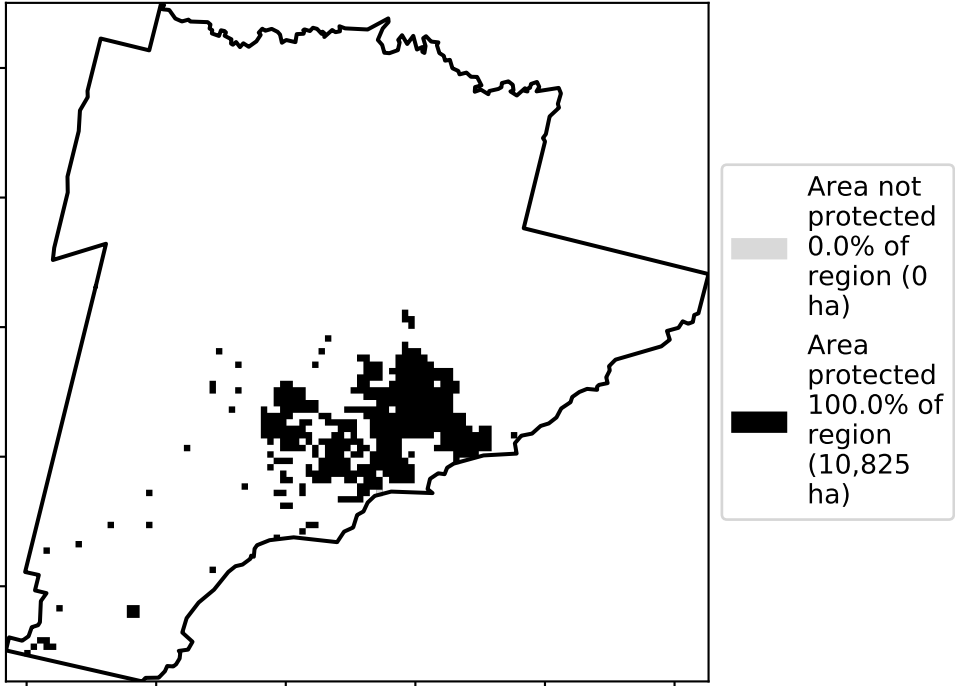 Area not
protected
0.0% of
region (0
ha)
Area
protected
100.0% of
region
(10,825
ha)